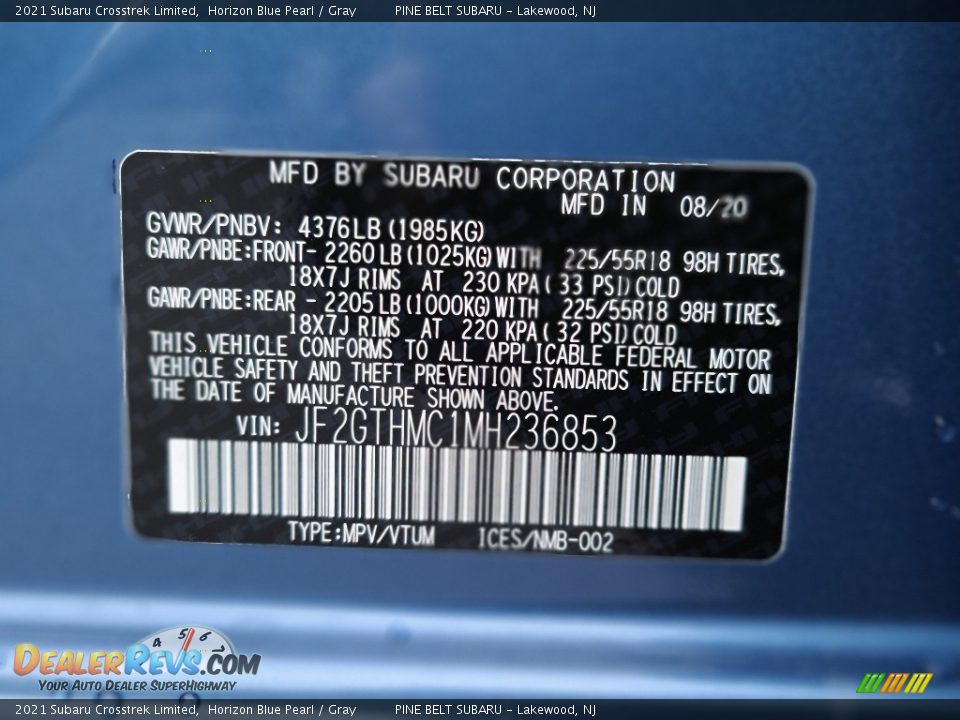 2021 Subaru Crosstrek Limited, Horizon Blue Pearl / Gray PINE BELT SUBARU - Lakewood, NJ
MFD BY SUBARU CORPORATION
MFD IN 08/20
GVWR/PNBV: 4376LB (1985KG)
GAWR/PNBE:FRONT- 2260 LB (1025KG) WITH 225/55R18 98H TIRES,
18X7J RIMS AT 230 KPA ( 33 PSI) COLD
GAWR/PNBE:REAR - 2205 LB (1000KG) WITH 225/55R18 98H TIRES,
18X7J RIMS AT 220 KPA ( 32 PSI) COLD
THIS VEHICLE CONFORMS TO ALL APPLICABLE FEDERAL MOTOR
VEHICLE SAFETY AND THEFT PREVENTION STANDARDS IN EFFECT ON
THE DATE OF MANUFACTURE SHOWN ABOVE.
VIN: JF2GTHMC1MH236853
TYPE:MPV/VTUM ICES/NMB-002
4 5 6 7
DEALERREVS.COM
YOUR AUTO DEALER SUPERHIGHWAY
2021 Subaru Crosstrek Limited, Horizon Blue Pearl / Gray PINE BELT SUBARU - Lakewood, NJ